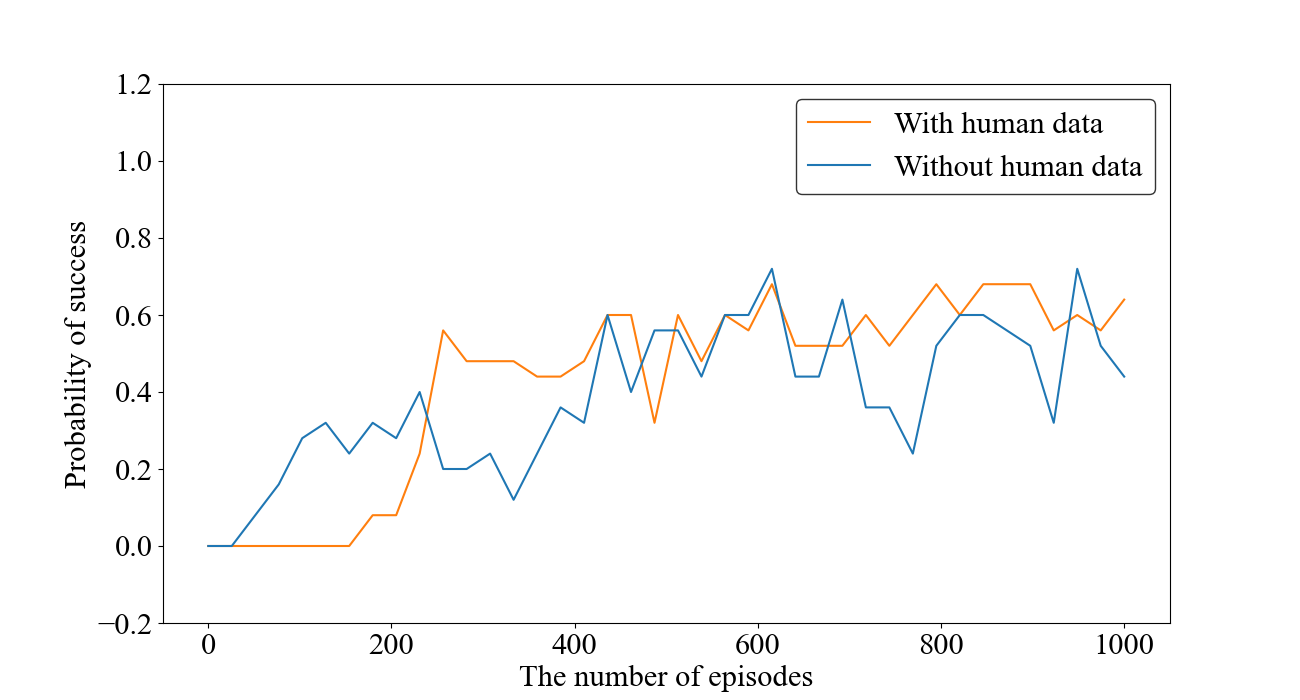 1.2
1.0
0.8
0.6
0.4
0.2
0.0
−0.2
Probability of success
With human data
Without human data
0 200 400 600 800 1000
The number of episodes